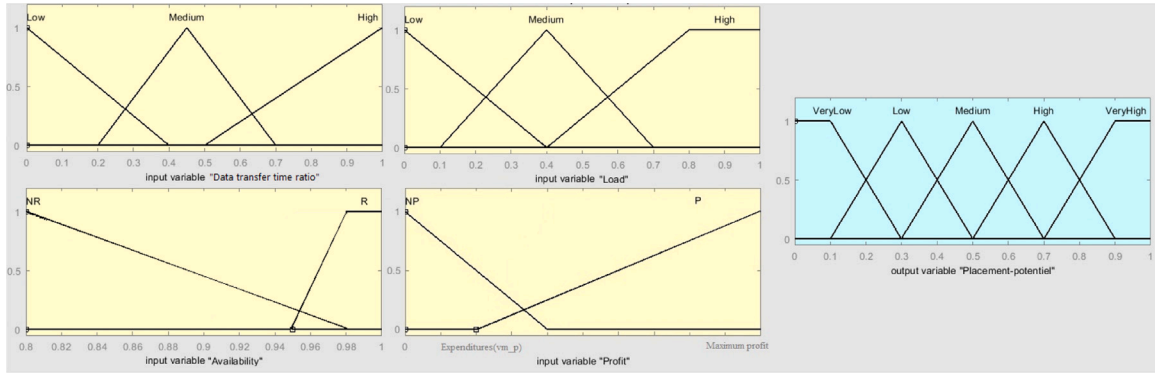 Low Medium High
1
0.5
0
0 0.1 0.2 0.3 0.4 0.5 0.6 0.7 0.8 0.9 1
input variable "Data transfer time ratio"
Low Medium High
1
0.5
0
0 0.1 0.2 0.3 0.4 0.5 0.6 0.7 0.8 0.9 1
input variable "Load"
NR R
1
0.5
0
0.8 0.82 0.84 0.86 0.88 0.9 0.92 0.94 0.96 0.98 1
input variable "Availability"
NP P
1
0.5
0
0 Expenditures(vm_p) Maximum profit
input variable "Profit"
VeryLow Low Medium High VeryHigh
1
0.5
0
0 0.1 0.2 0.3 0.4 0.5 0.6 0.7 0.8 0.9 1
output variable "Placement-potentiel"